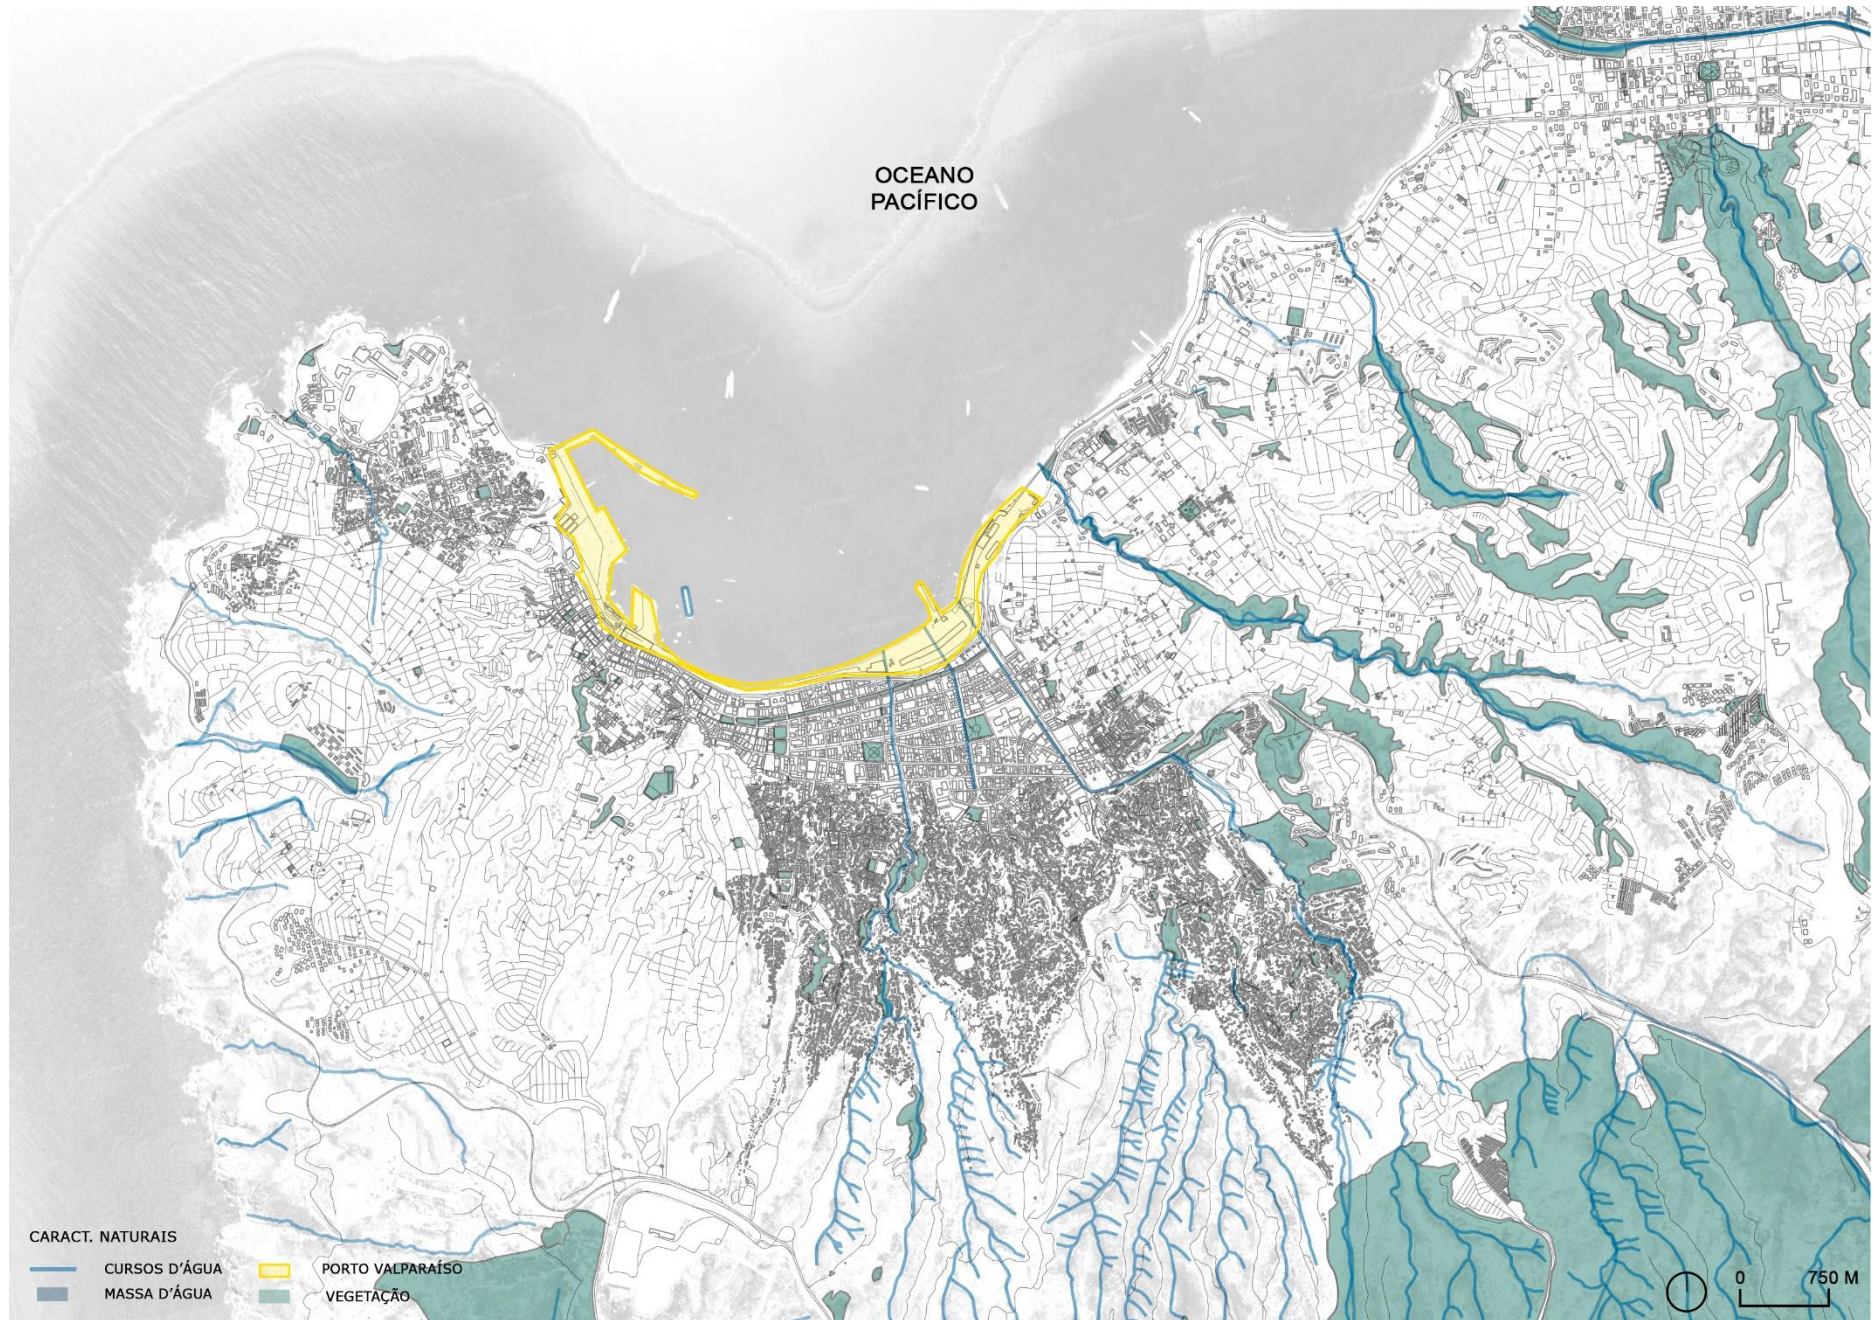 OCEANO
PACÍFICO
CARACT. NATURAIS
CURSOS D'ÁGUA
PORTO VALPARAÍSO
MASSA D'ÁGUA
VEGETAÇÃO
0 750 M